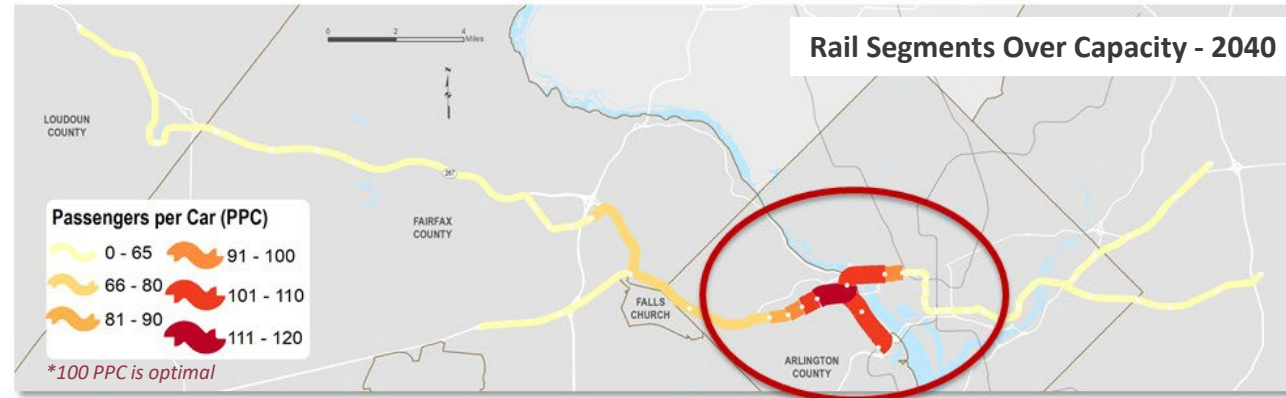 Rail Segments Over Capacity - 2040
0 2 4
Miles
N
LOUDOUN
COUNTY
267
FAIRFAX
COUNTY
FALLS
CHURCH
ARLINGTON
COUNTY
Passengers per Car (PPC)
0 - 65
66 - 80
81 - 90
91 - 100
101 - 110
111 - 120
*100 PPC is optimal